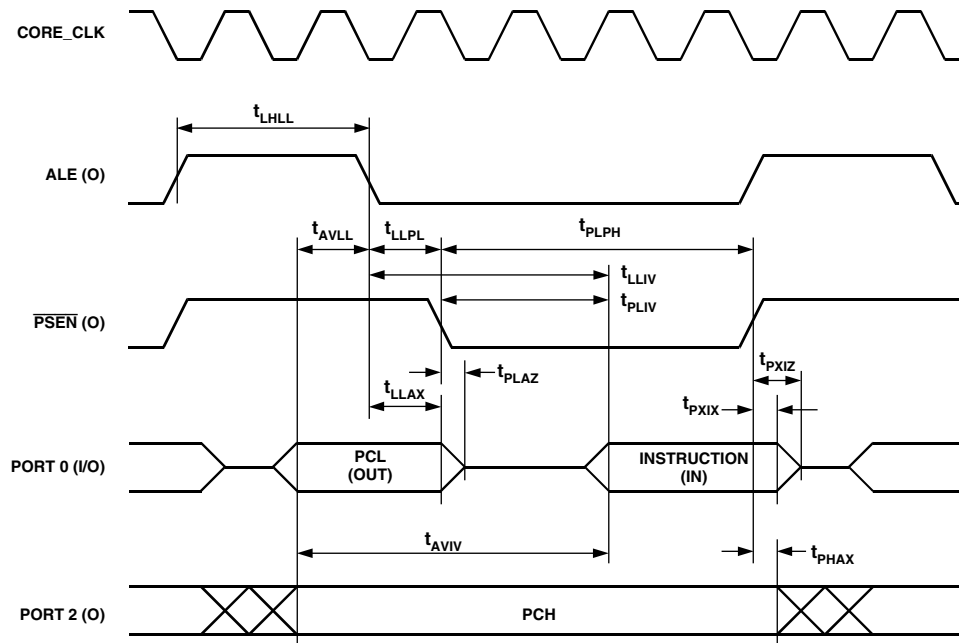 CORE_CLK
t_LHLL
ALE (O)
t_AVLL t_LLPL t_PLPH
t_LLIV
t_PLIV
PSEN (O)
t_PXIZ
t_PLAZ
t_LLAX
t_PXIX
PORT 0 (I/O)
PCL
(OUT)
INSTRUCTION
(IN)
t_AVIV
t_PHAX
PORT 2 (O)
PCH